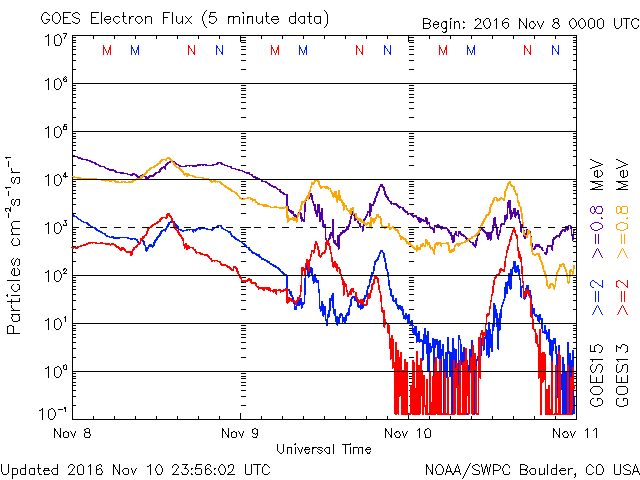 GOES Electron Flux (5 minute data)
Begin: 2016 Nov 8 0000 UTC
M M N N M M N N M M N N
10⁷
10⁶
10⁵
10⁴
10³
10²
10¹
10⁰
10⁻¹
Particles cm⁻²s⁻¹sr⁻¹
Nov 8 Nov 9 Nov 10 Nov 11
Universal Time
GOES15 >=2 >=0.8 MeV
GOES13 >=2 >=0.8 MeV
Updated 2016 Nov 10 23:56:02 UTC
NOAA/SWPC Boulder, CO USA